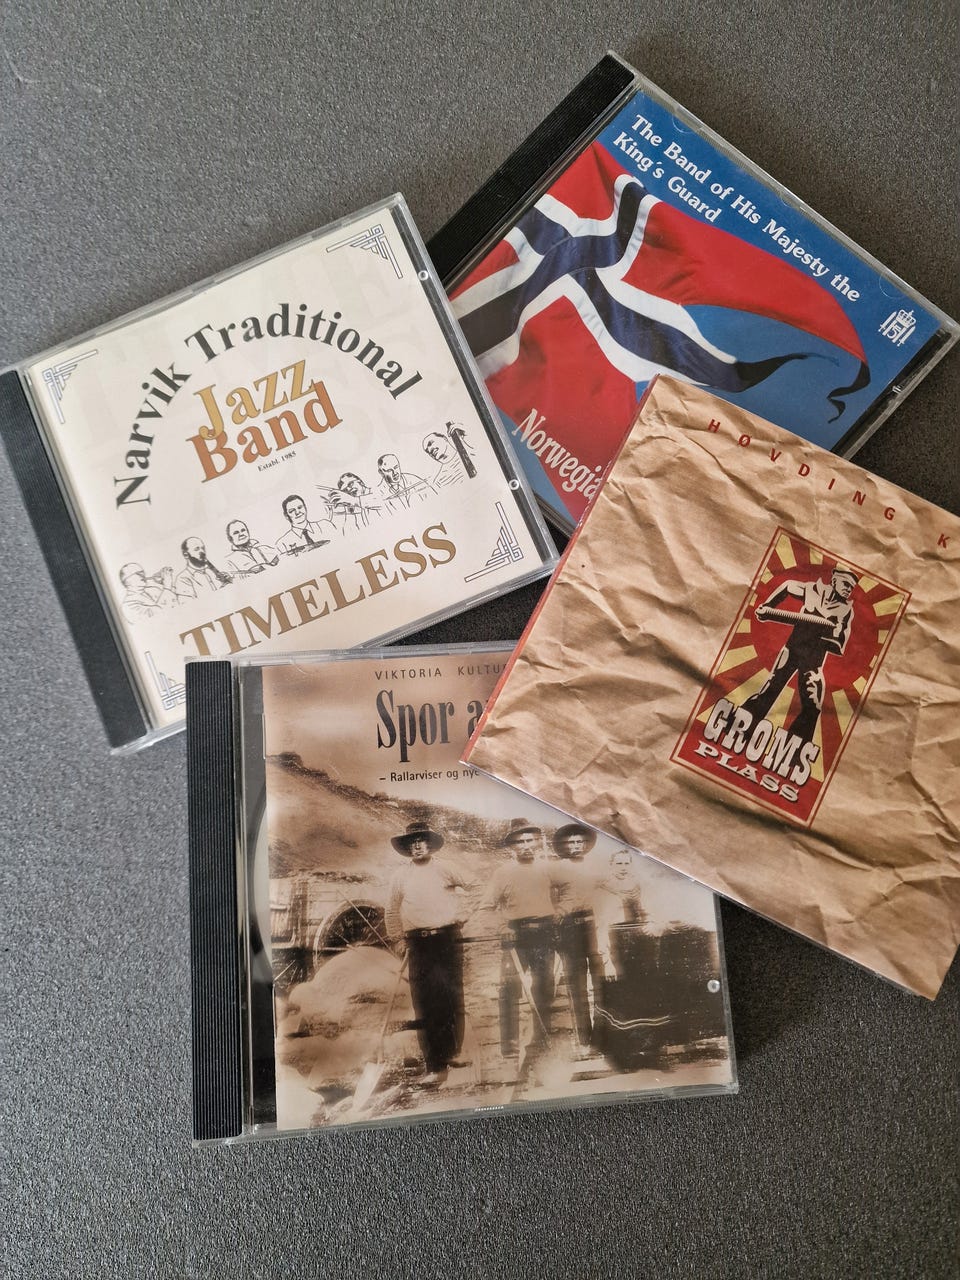 The Band of His Majesty the
King's Guard
Norwegia
Narvik Traditional
Jazz
Band
Establ. 1985
TIMELESS
HØVDING K
GROMS
PLASS
VIKTORIA KULTU
Spor a
– Rallarviser og nye